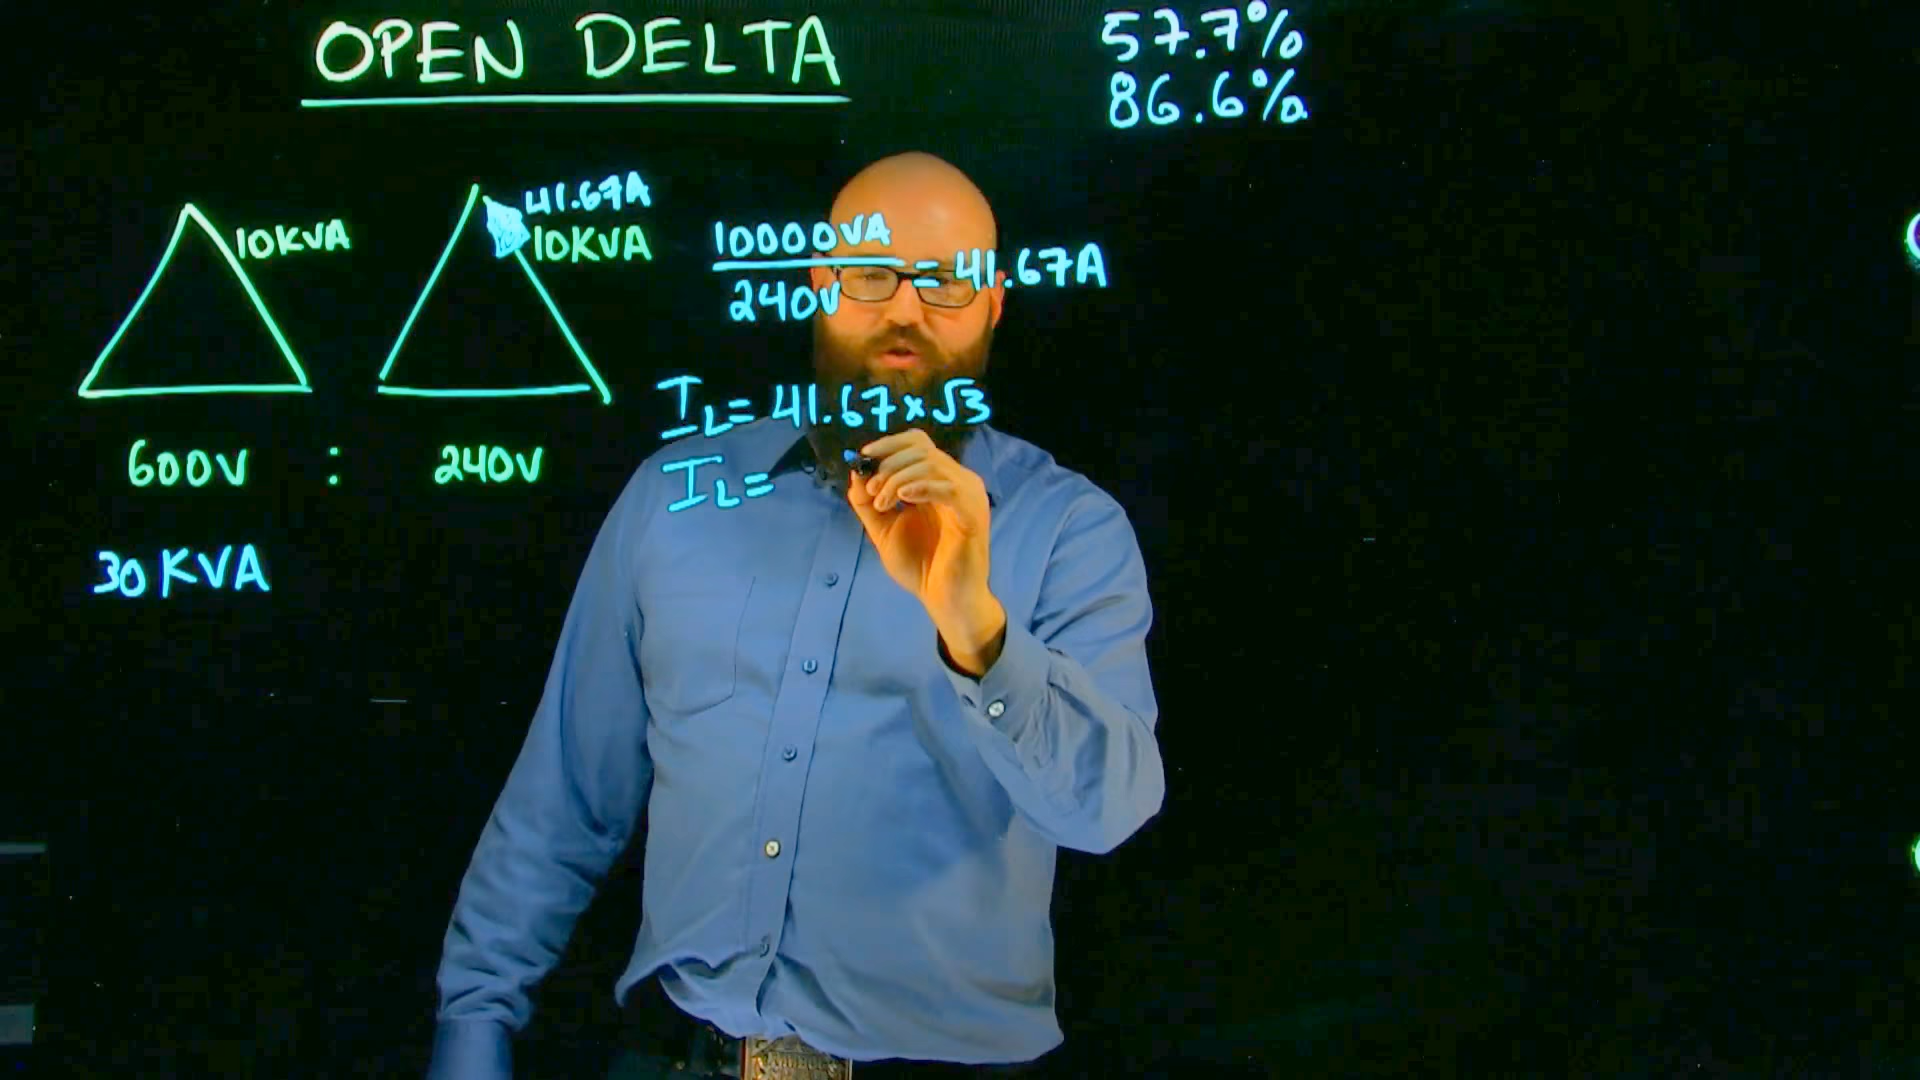 OPEN DELTA
57.7%
86.6%
10KVA
41.67A
10KVA
10000VA
240V
= 41.67A
IL = 41.67 × √3
IL =
600V : 240V
30 KVA